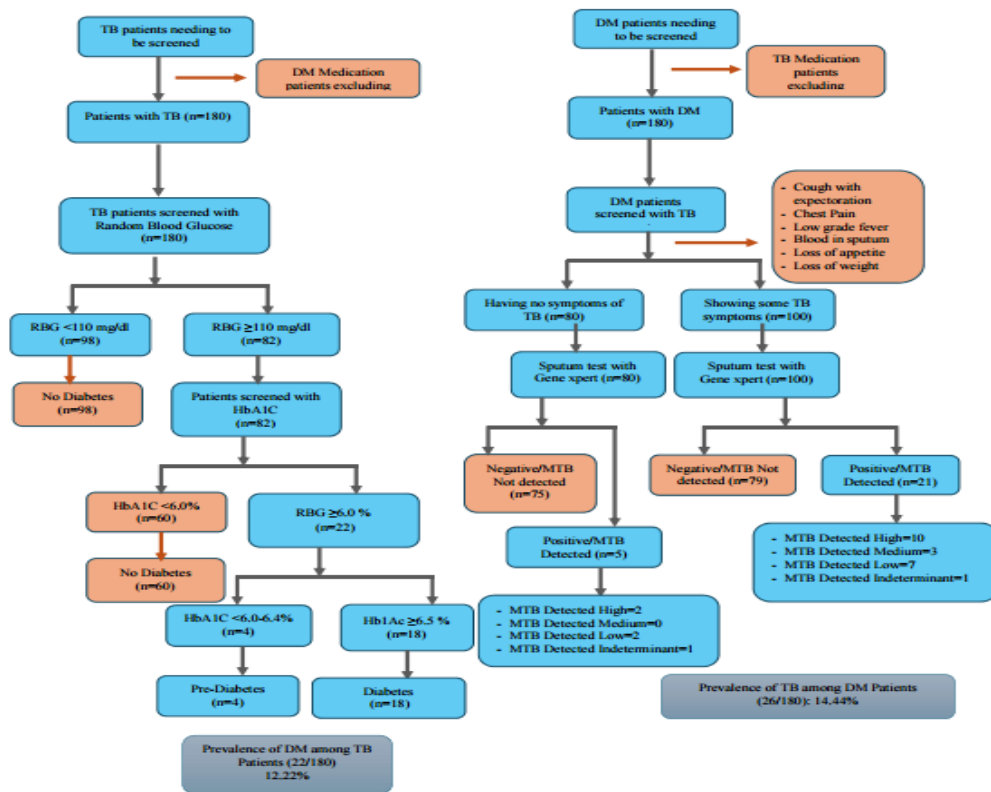 TB patients needing to
be screened
DM Medication
patients excluding
Patients with TB (n=180)
TB patients screened with
Random Blood Glucose
(n=180)
RBG <110 mg/dl
(n=98)
RBG ≥110 mg/dl
(n=82)
No Diabetes
(n=98)
Patients screened with
HbA1C
(n=82)
HbA1C <6.0%
(n=60)
RBG ≥6.0 %
(n=22)
No Diabetes
(n=60)
HbA1C <6.0-6.4%
(n=4)
Hb1Ac ≥6.5 %
(n=18)
Pre-Diabetes
(n=4)
Diabetes
(n=18)
Prevalence of DM among TB
Patients (22/180)
12.22%
DM patients needing
to be screened
TB Medication
patients
excluding
Patients with DM
(n=180)
DM patients
screened with TB
- Cough with
expectoration
- Chest Pain
- Low grade fever
- Blood in sputum
- Loss of appetite
- Loss of weight
Having no symptoms of
TB (n=80)
Showing some TB
symptoms (n=100)
Sputum test with
Gene xpert (n=80)
Sputum test with
Gene xpert (n=100)
Negative/MTB
Not detected
(n=75)
Negative/MTB Not
detected (n=79)
Positive/MTB
Detected (n=21)
Positive/MTB
Detected (n=5)
- MTB Detected High=10
- MTB Detected Medium=3
- MTB Detected Low=7
- MTB Detected Indeterminant=1
- MTB Detected High=2
- MTB Detected Medium=0
- MTB Detected Low=2
- MTB Detected Indeterminant=1
Prevalence of TB among DM Patients
(26/180): 14.44%